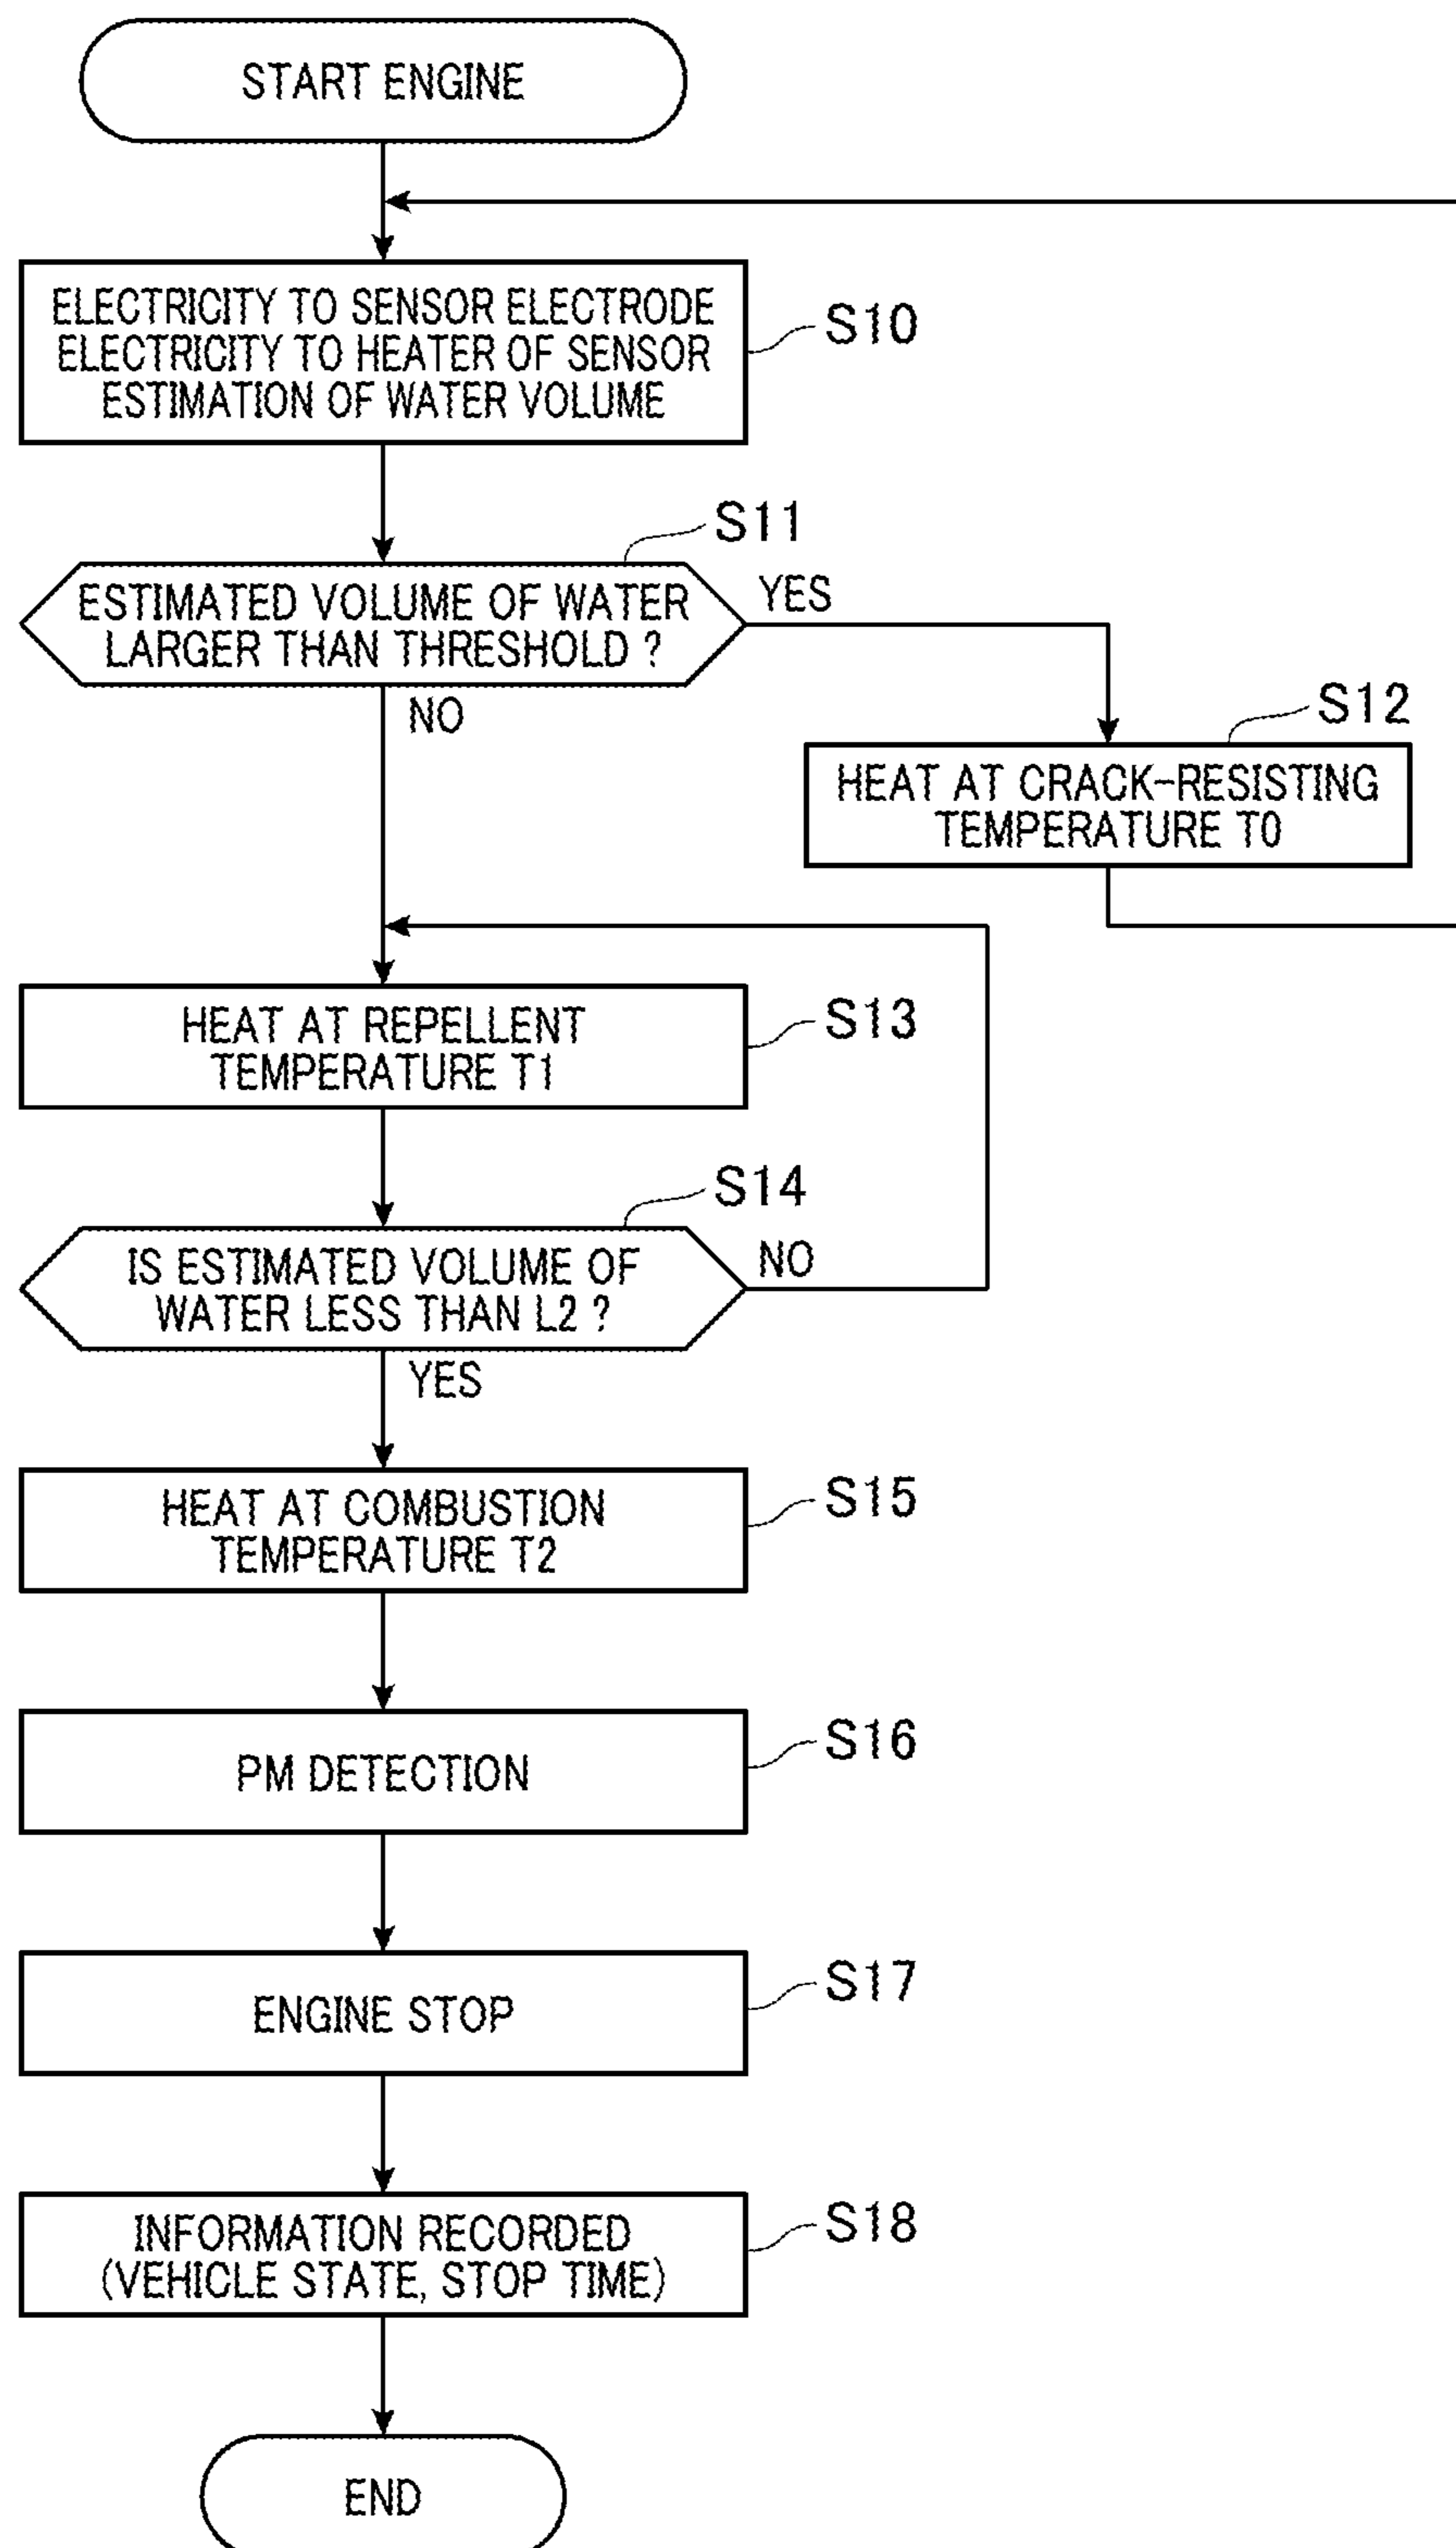 START ENGINE
ELECTRICITY TO SENSOR ELECTRODE
ELECTRICITY TO HEATER OF SENSOR
ESTIMATION OF WATER VOLUME
S10
S11
ESTIMATED VOLUME OF WATER
LARGER THAN THRESHOLD ?
YES
NO
S12
HEAT AT CRACK-RESISTING
TEMPERATURE T0
HEAT AT REPELLENT
TEMPERATURE T1
S13
S14
IS ESTIMATED VOLUME OF
WATER LESS THAN L2 ?
NO
YES
HEAT AT COMBUSTION
TEMPERATURE T2
S15
PM DETECTION
S16
ENGINE STOP
S17
INFORMATION RECORDED
(VEHICLE STATE, STOP TIME)
S18
END